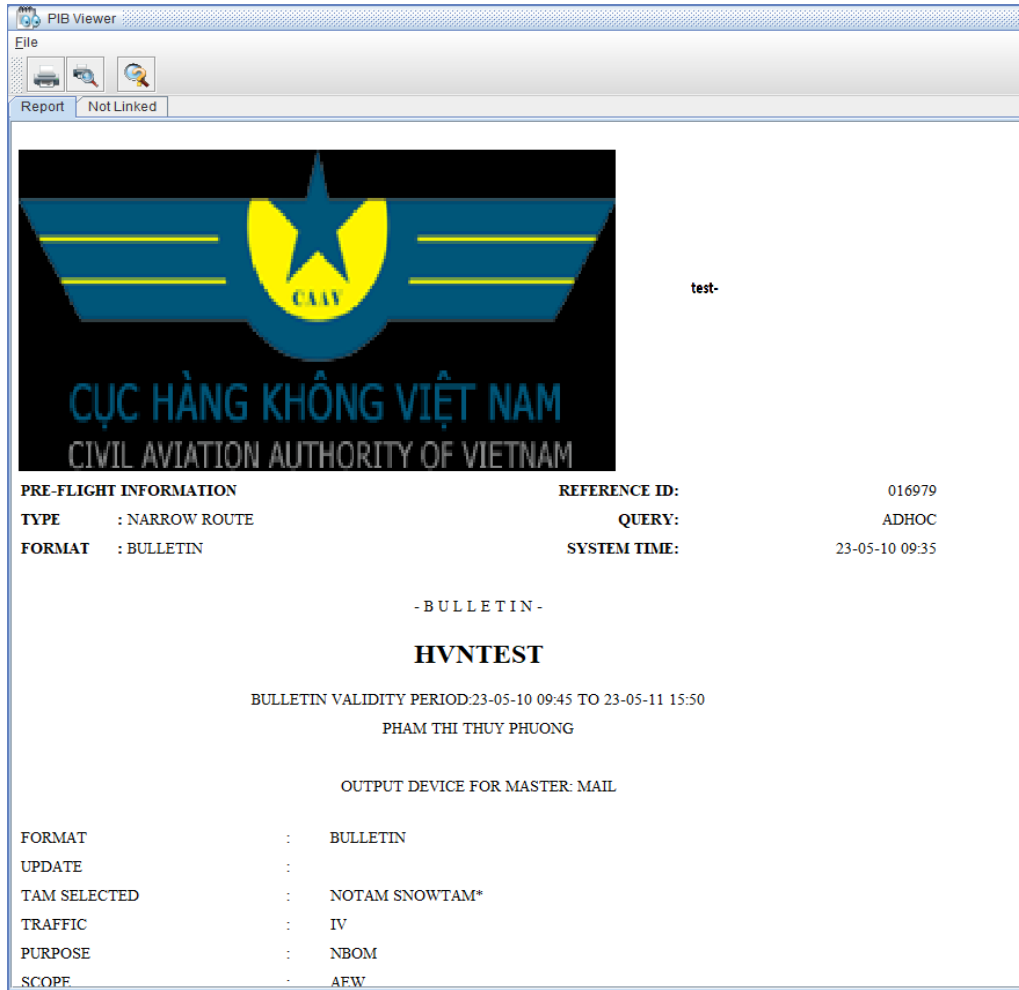 PIB Viewer
File
Report Not Linked
CAAV
test-
CỤC HÀNG KHÔNG VIỆT NAM
CIVIL AVIATION AUTHORITY OF VIETNAM
PRE-FLIGHT INFORMATION REFERENCE ID: 016979
TYPE : NARROW ROUTE QUERY: ADHOC
FORMAT : BULLETIN SYSTEM TIME: 23-05-10 09:35
- B U L L E T I N -
HVNTEST
BULLETIN VALIDITY PERIOD:23-05-10 09:45 TO 23-05-11 15:50
PHAM THI THUY PHUONG
OUTPUT DEVICE FOR MASTER: MAIL
FORMAT : BULLETIN
UPDATE :
TAM SELECTED : NOTAM SNOWTAM*
TRAFFIC : IV
PURPOSE : NBOM
SCOPE : AEW